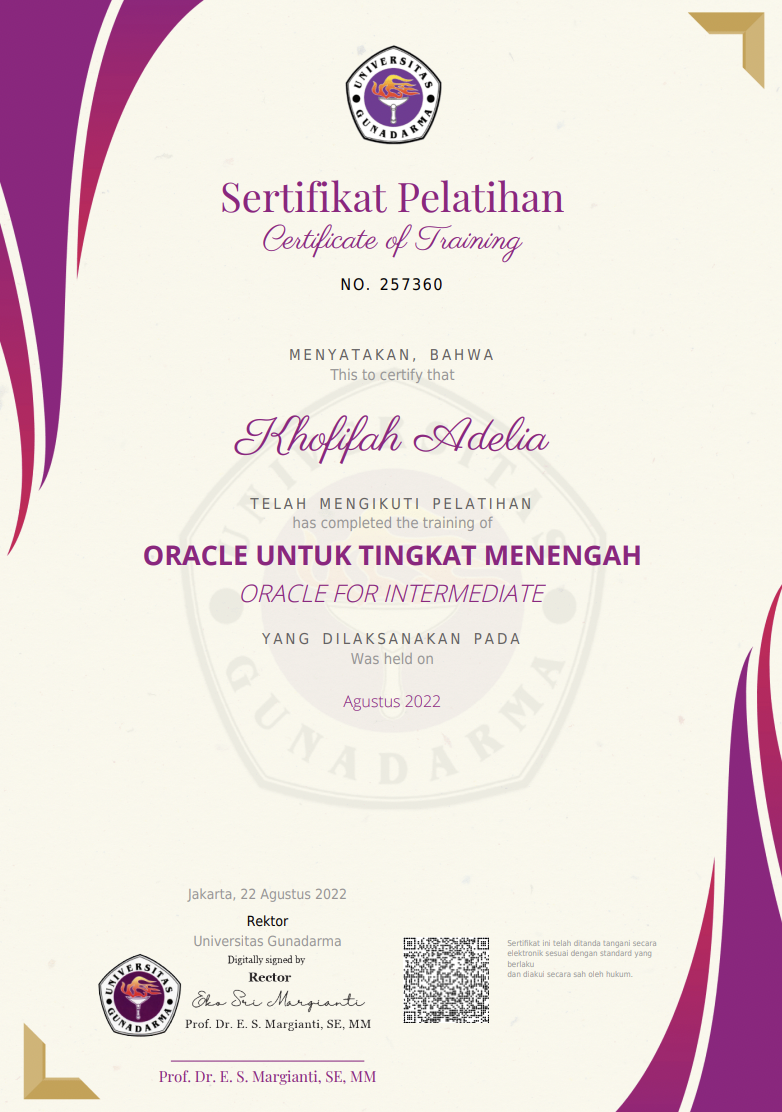 UNIVERSITAS
GUNADARMA
Sertifikat Pelatihan
Certificate of Training
NO. 257360
MENYATAKAN, BAHWA
This to certify that
Khofifah Adelia
TELAH MENGIKUTI PELATIHAN
has completed the training of
ORACLE UNTUK TINGKAT MENENGAH
ORACLE FOR INTERMEDIATE
YANG DILAKSANAKAN PADA
Was held on
Agustus 2022
UNIVERSITAS
GUNADARMA
Jakarta, 22 Agustus 2022
Rektor
Universitas Gunadarma
Digitally signed by
Rector
Eko Sri Margianti
Prof. Dr. E. S. Margianti, SE, MM
UNIVERSITAS
GUNADARMA
Prof. Dr. E. S. Margianti, SE, MM
Sertifikat ini telah ditanda tangani secara
elektronik sesuai dengan standard yang
berlaku
dan diakui secara sah oleh hukum.